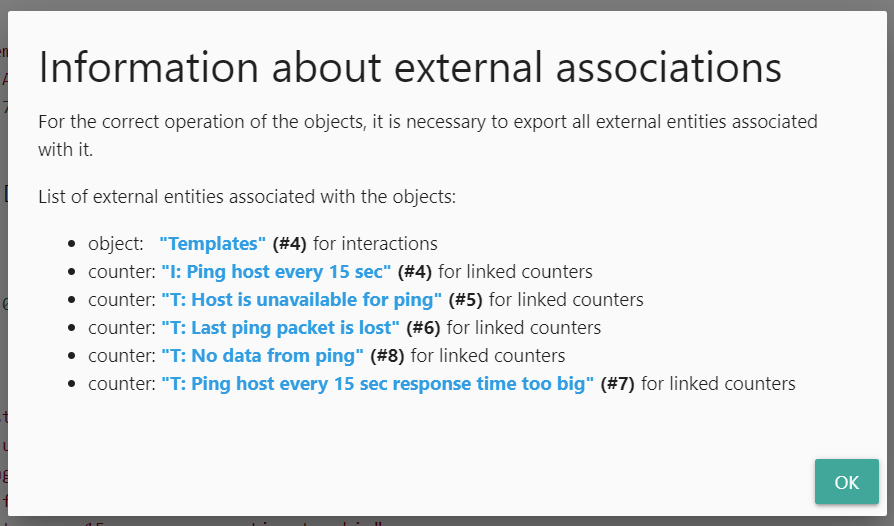 Information about external associations
For the correct operation of the objects, it is necessary to export all external entities associated
with it.
List of external entities associated with the objects:
object: "Templates" (#4) for interactions
counter: "I: Ping host every 15 sec" (#4) for linked counters
counter: "T: Host is unavailable for ping" (#5) for linked counters
counter: "T: Last ping packet is lost" (#6) for linked counters
counter: "T: No data from ping" (#8) for linked counters
counter: "T: Ping host every 15 sec response time too big" (#7) for linked counters
OK